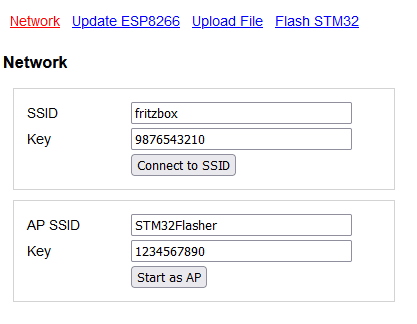 Network Update ESP8266 Upload File Flash STM32
Network
SSID fritzbox
Key 9876543210
Connect to SSID
AP SSID STM32Flasher
Key 1234567890
Start as AP